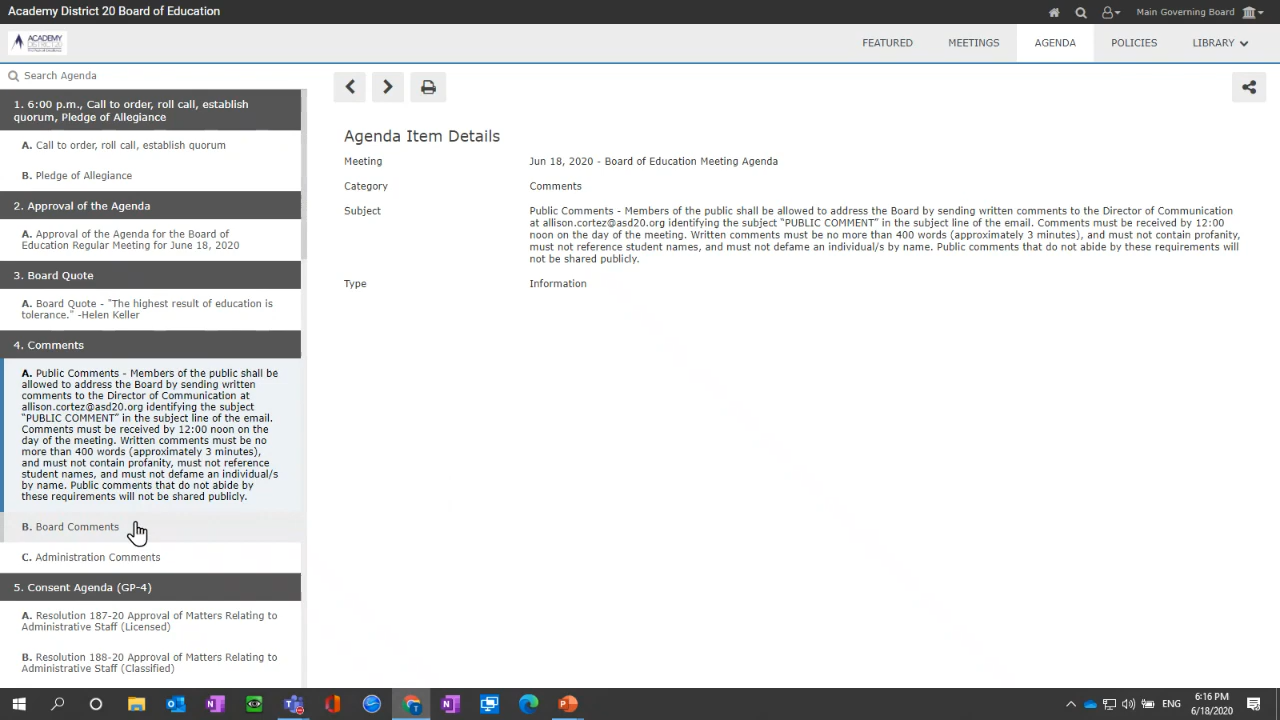 Academy District 20 Board of Education
Main Governing Board
ACADEMY
DISTRICT 20
FEATURED
MEETINGS
AGENDA
POLICIES
LIBRARY
Search Agenda
1. 6:00 p.m., Call to order, roll call, establish
quorum, Pledge of Allegiance
A. Call to order, roll call, establish quorum
B. Pledge of Allegiance
2. Approval of the Agenda
A. Approval of the Agenda for the Board of
Education Regular Meeting for June 18, 2020
3. Board Quote
A. Board Quote - "The highest result of education is
tolerance." -Helen Keller
4. Comments
A. Public Comments - Members of the public shall be
allowed to address the Board by sending written
comments to the Director of Communication at
allison.cortez@asd20.org identifying the subject
“PUBLIC COMMENT” in the subject line of the email.
Comments must be received by 12:00 noon on the
day of the meeting. Written comments must be no
more than 400 words (approximately 3 minutes),
and must not contain profanity, must not reference
student names, and must not defame an individual/s
by name. Public comments that do not abide by
these requirements will not be shared publicly.
B. Board Comments
C. Administration Comments
5. Consent Agenda (GP-4)
A. Resolution 187-20 Approval of Matters Relating to
Administrative Staff (Licensed)
B. Resolution 188-20 Approval of Matters Relating to
Administrative Staff (Classified)
Agenda Item Details
Meeting
Jun 18, 2020 - Board of Education Meeting Agenda
Category
Comments
Subject
Public Comments - Members of the public shall be allowed to address the Board by sending written comments to the Director of Communication
at allison.cortez@asd20.org identifying the subject “PUBLIC COMMENT” in the subject line of the email. Comments must be received by 12:00
noon on the day of the meeting. Written comments must be no more than 400 words (approximately 3 minutes), and must not contain profanity,
must not reference student names, and must not defame an individual/s by name. Public comments that do not abide by these requirements will
not be shared publicly.
Type
Information
ENG
6:16 PM
6/18/2020